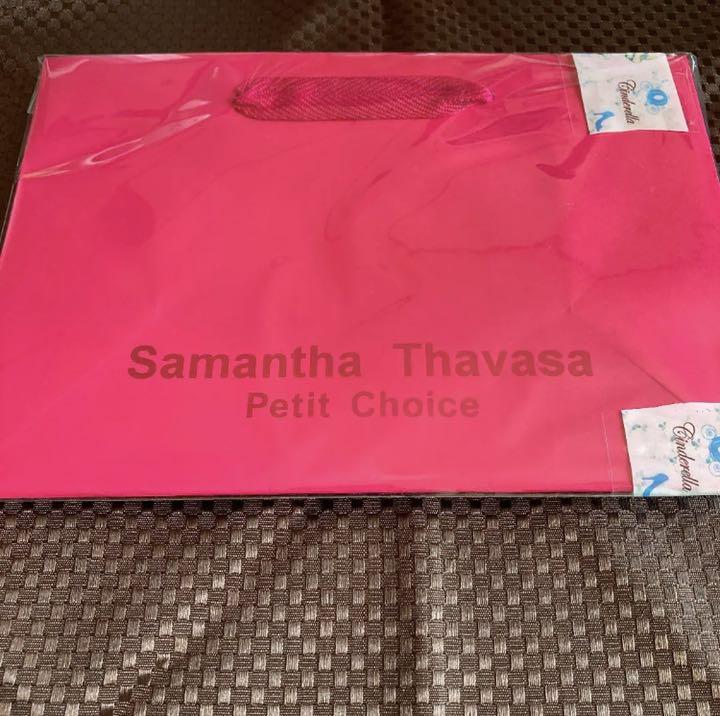 Cinderella
Samantha Thavasa
Petit Choice
Cinderella